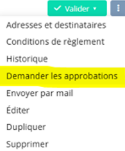 Valider
Adresses et destinataires
Conditions de règlement
Historique
Demander les approbations
Envoyer par mail
Éditer
Dupliquer
Supprimer